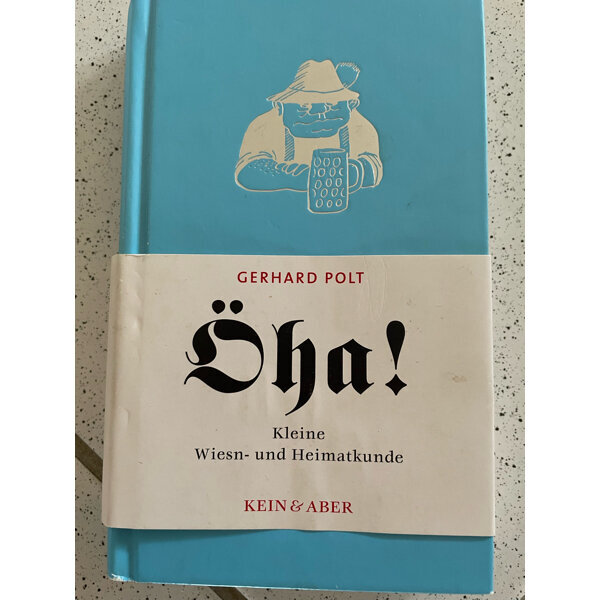 GERHARD POLT
Öha!
Kleine
Wiesn- und Heimatkunde
KEIN & ABER